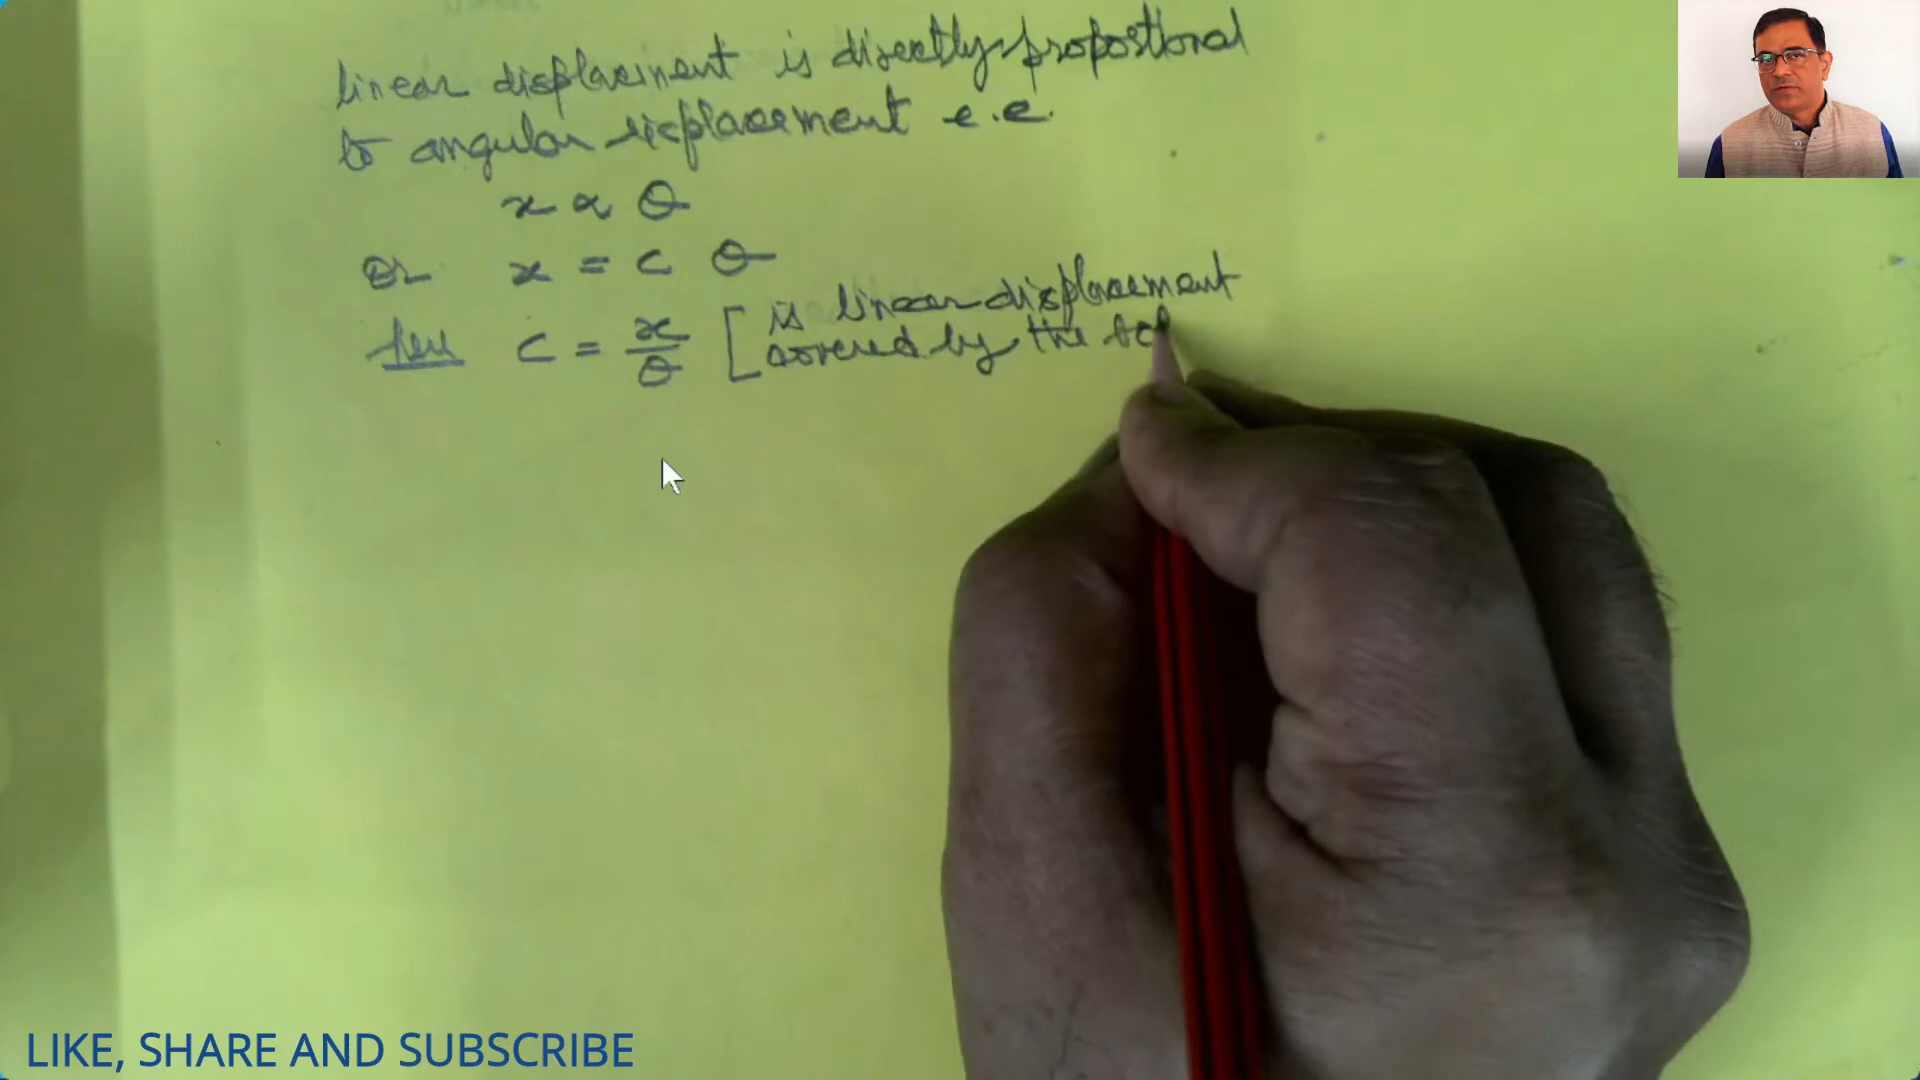 linear displacement is directly proportional
to angular displacement e.e.
x ∝ θ
or x = c θ
here c = x/θ [ is linear displacement
covered by the
LIKE, SHARE AND SUBSCRIBE